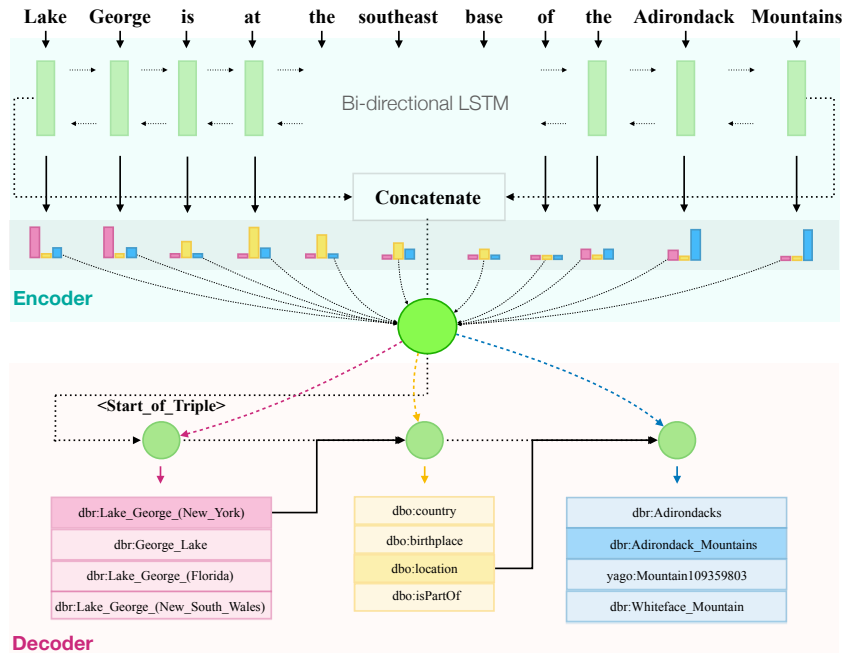 Lake George is at the southeast base of the Adirondack Mountains
Bi-directional LSTM
Concatenate
Encoder
<Start_of_Triple>
dbr:Lake_George_(New_York)
dbr:George_Lake
dbr:Lake_George_(Florida)
dbr:Lake_George_(New_South_Wales)
dbo:country
dbo:birthplace
dbo:location
dbo:isPartOf
dbr:Adirondacks
dbr:Adirondack_Mountains
yago:Mountain109359803
dbr:Whiteface_Mountain
Decoder